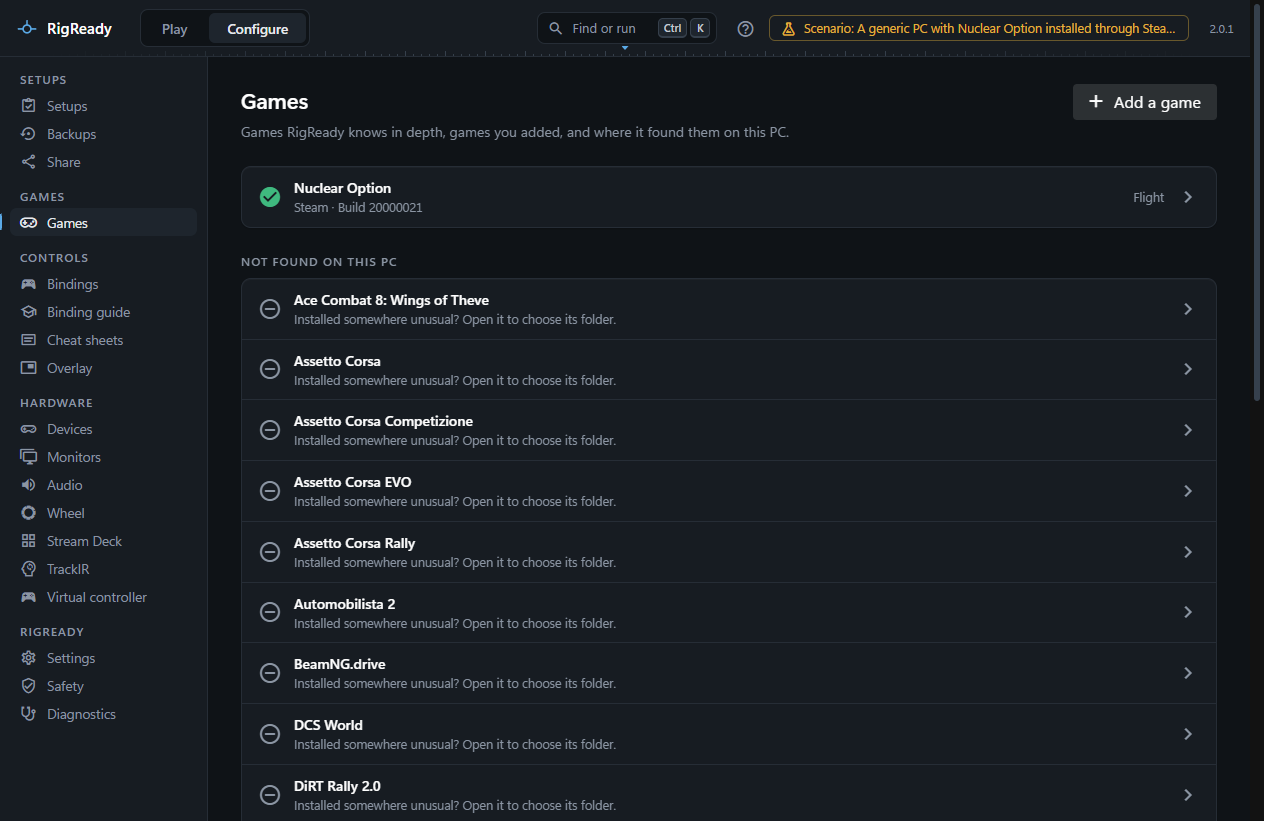 RigReady
Play
Configure
Find or run
Ctrl
K
Scenario: A generic PC with Nuclear Option installed through Stea...
2.0.1
SETUPS
Setups
Backups
Share
GAMES
Games
CONTROLS
Bindings
Binding guide
Cheat sheets
Overlay
HARDWARE
Devices
Monitors
Audio
Wheel
Stream Deck
TrackIR
Virtual controller
RIGREADY
Settings
Safety
Diagnostics
Games
Add a game
Games RigReady knows in depth, games you added, and where it found them on this PC.
Nuclear Option
Steam · Build 20000021
Flight
NOT FOUND ON THIS PC
Ace Combat 8: Wings of Theve
Installed somewhere unusual? Open it to choose its folder.
Assetto Corsa
Installed somewhere unusual? Open it to choose its folder.
Assetto Corsa Competizione
Installed somewhere unusual? Open it to choose its folder.
Assetto Corsa EVO
Installed somewhere unusual? Open it to choose its folder.
Assetto Corsa Rally
Installed somewhere unusual? Open it to choose its folder.
Automobilista 2
Installed somewhere unusual? Open it to choose its folder.
BeamNG.drive
Installed somewhere unusual? Open it to choose its folder.
DCS World
Installed somewhere unusual? Open it to choose its folder.
DiRT Rally 2.0
Installed somewhere unusual? Open it to choose its folder.